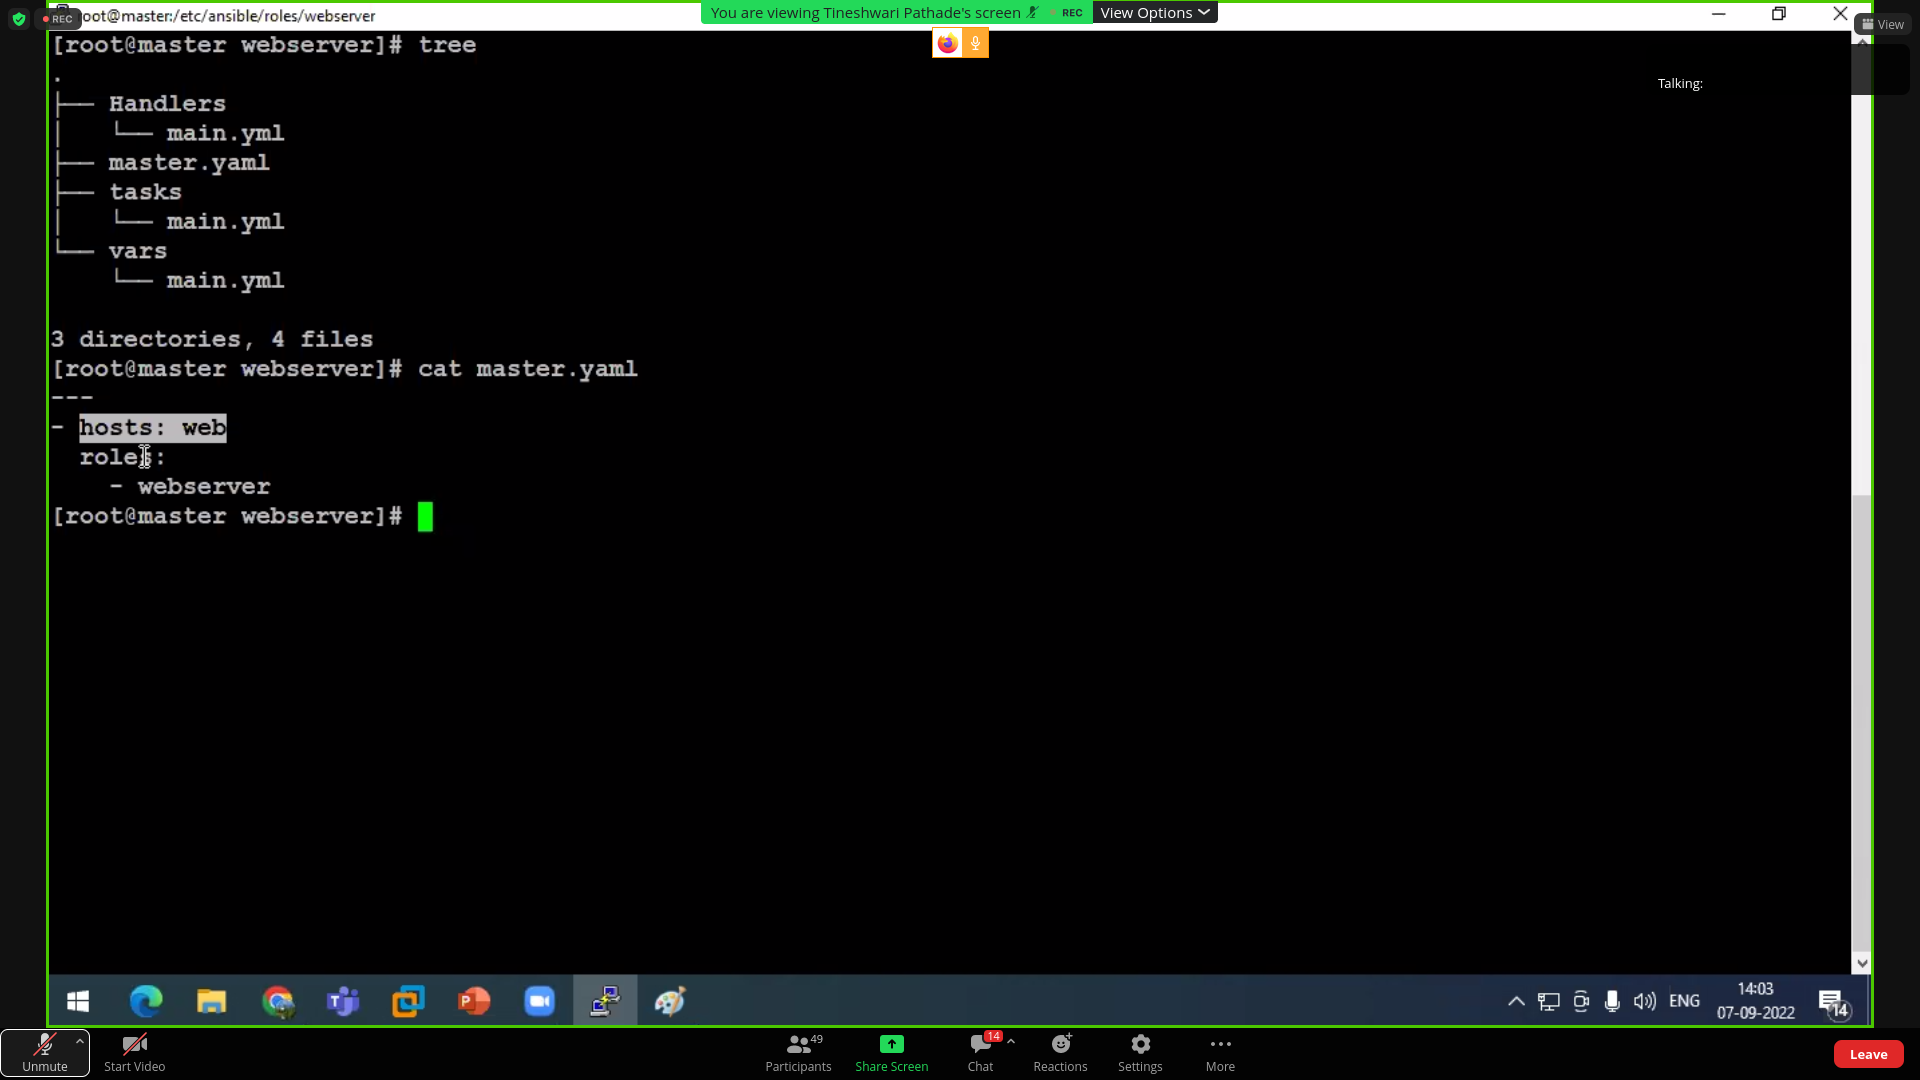 REC
root@master:/etc/ansible/roles/webserver
You are viewing Tineshwari Pathade's screen
REC
View Options
View
Talking:
[root@master webserver]# tree
.
├── Handlers
│   └── main.yml
├── master.yaml
├── tasks
│   └── main.yml
└── vars
    └── main.yml
3 directories, 4 files
[root@master webserver]# cat master.yaml
---
- hosts: web
  roles:
    - webserver
[root@master webserver]#
ENG
14:03
07-09-2022
14
Unmute
Start Video
49
Participants
Share Screen
14
Chat
Reactions
Settings
More
Leave